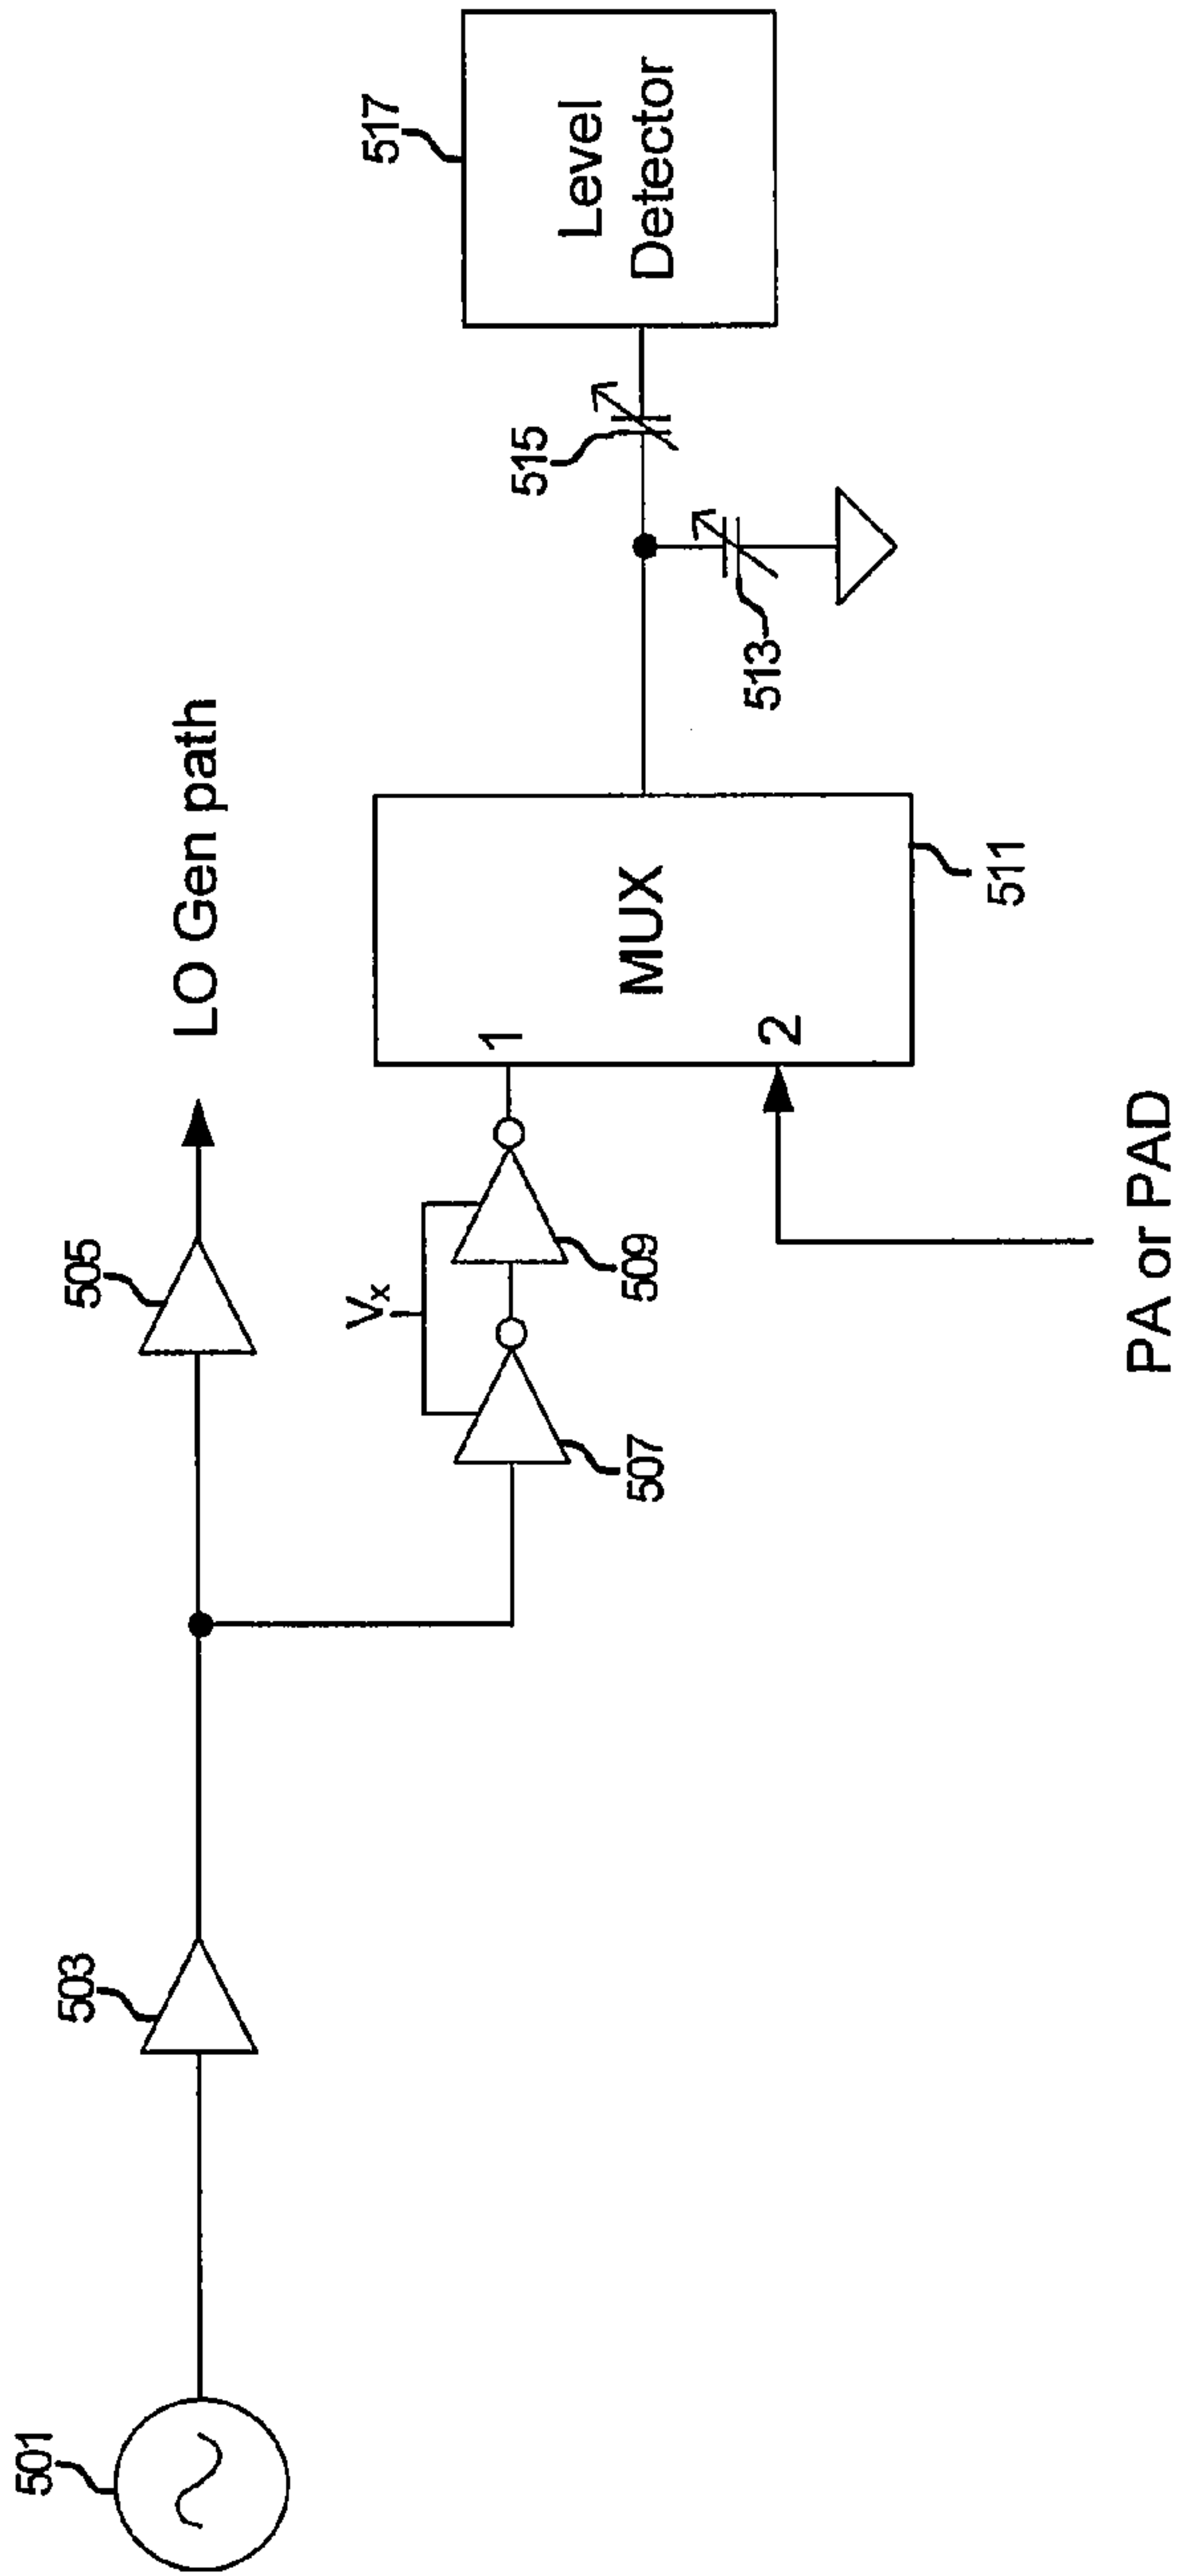 501
503
505
LO Gen path
Vx
507
509
1
2
MUX
511
PA or PAD
513
515
517
Level
Detector